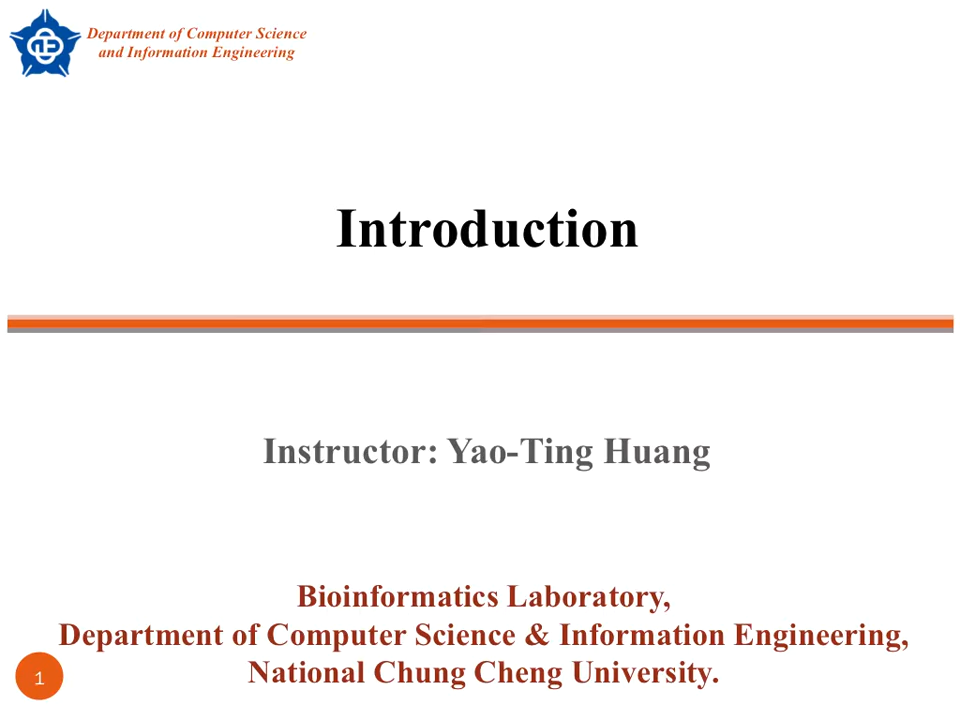 Department of Computer Science
and Information Engineering
Introduction
Instructor: Yao-Ting Huang
Bioinformatics Laboratory,
Department of Computer Science & Information Engineering,
National Chung Cheng University.
1